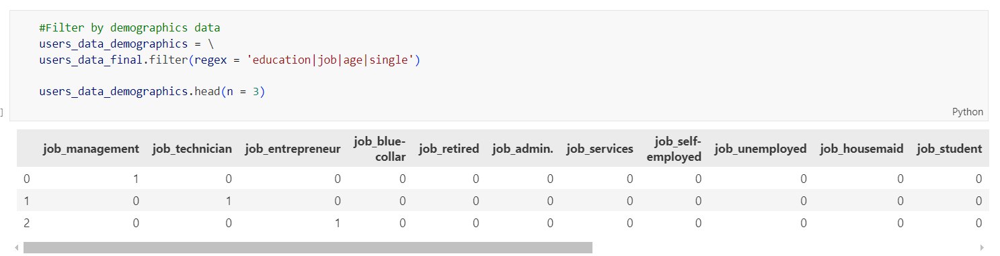 #Filter by demographics data
users_data_demographics = \
users_data_final.filter(regex = 'education|job|age|single')
users_data_demographics.head(n = 3)
]
Python
job_management job_technician job_entrepreneur job_blue-collar job_retired job_admin. job_services job_self-employed job_unemployed job_housemaid job_student
0 1 0 0 0 0 0 0 0 0 0 0
1 0 1 0 0 0 0 0 0 0 0 0
2 0 0 1 0 0 0 0 0 0 0 0